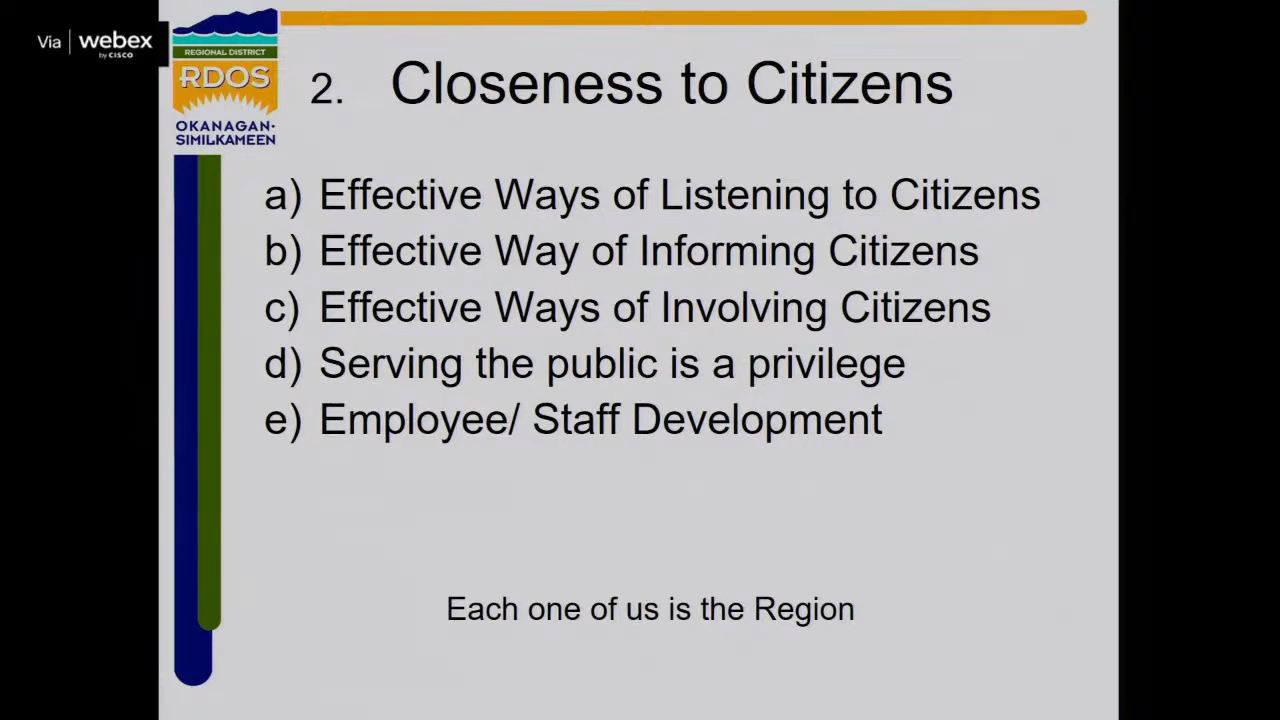 Via webex
by CISCO
REGIONAL DISTRICT
RDOS
OKANAGAN-
SIMILKAMEEN
2. Closeness to Citizens
a) Effective Ways of Listening to Citizens
b) Effective Way of Informing Citizens
c) Effective Ways of Involving Citizens
d) Serving the public is a privilege
e) Employee/ Staff Development
Each one of us is the Region